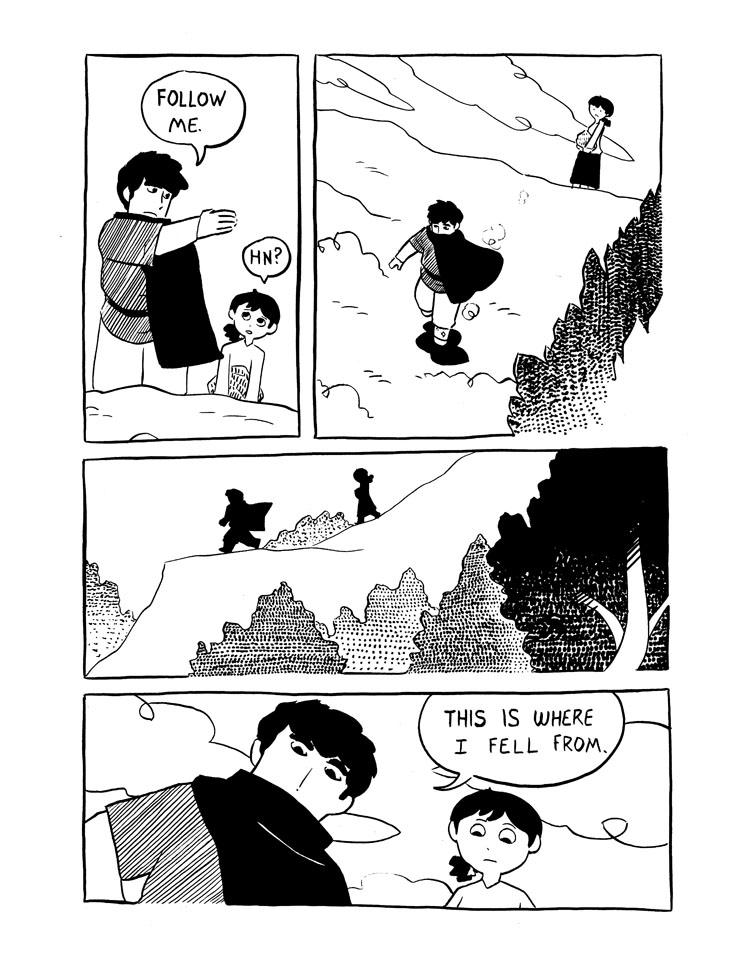 FOLLOW
ME.
HN?
THIS IS WHERE
I FELL FROM.